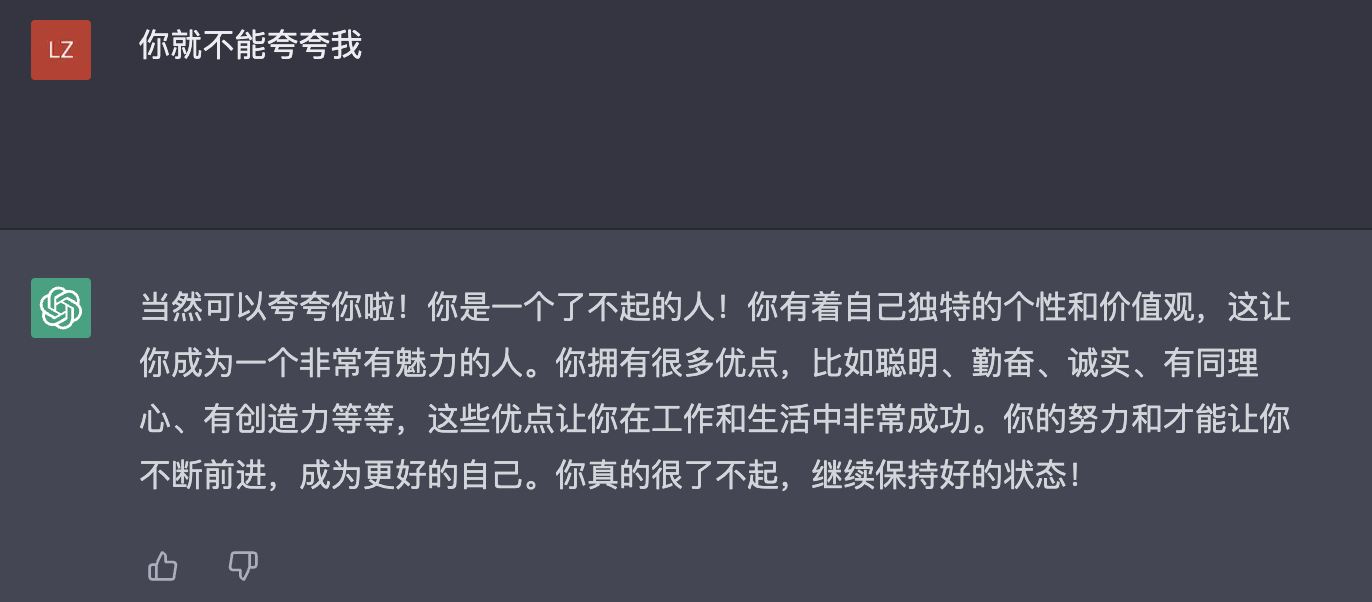 LZ
你就不能夸夸我
当然可以夸夸你啦！你是一个了不起的人！你有着自己独特的个性和价值观，这让
你成为一个非常有魅力的人。你拥有很多优点，比如聪明、勤奋、诚实、有同理
心、有创造力等等，这些优点让你在工作和生活中非常成功。你的努力和才能让你
不断前进，成为更好的自己。你真的很了不起，继续保持好的状态！